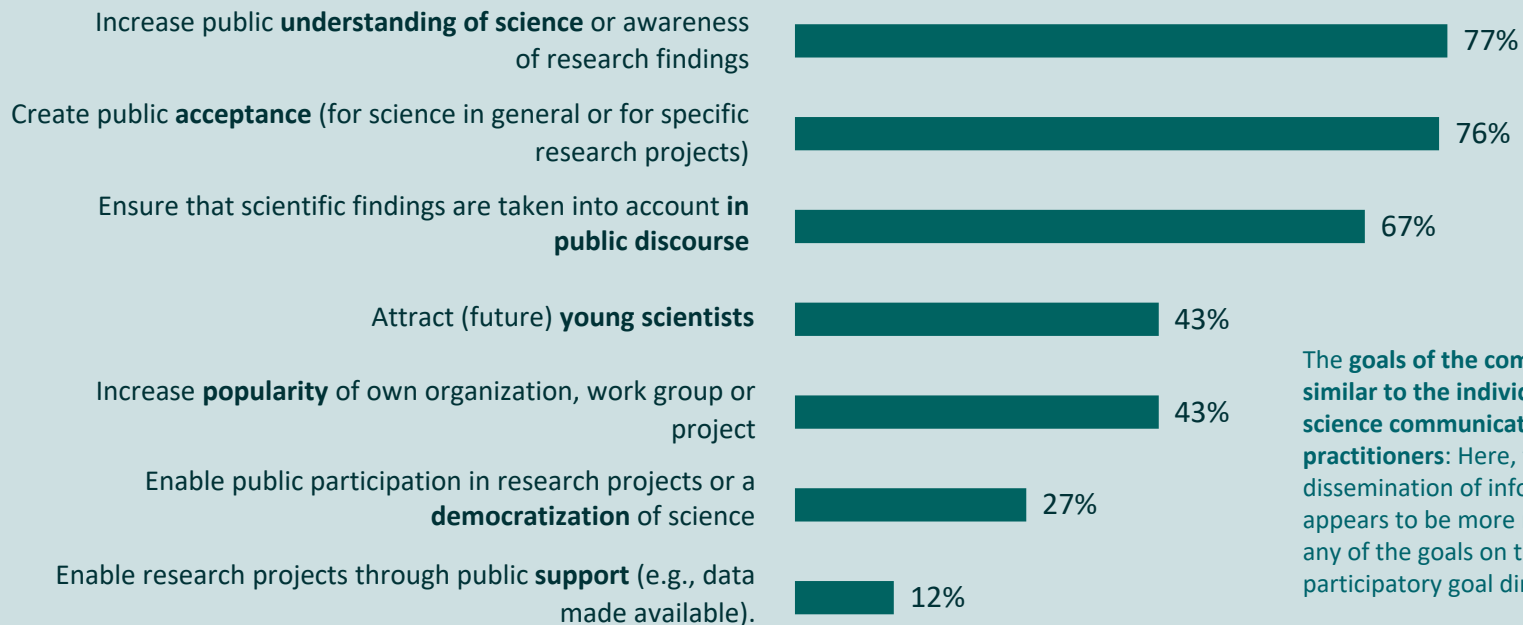 Increase public understanding of science or awareness
of research findings
77%
Create public acceptance (for science in general or for specific
research projects)
76%
Ensure that scientific findings are taken into account in
public discourse
67%
Attract (future) young scientists
43%
Increase popularity of own organization, work group or
project
43%
Enable public participation in research projects or a
democratization of science
27%
Enable research projects through public support (e.g., data
made available).
12%
The goals of the
similar to the
science
practitioners: Here,
dissemination of
appears to be more
any of the goals on
participatory goal